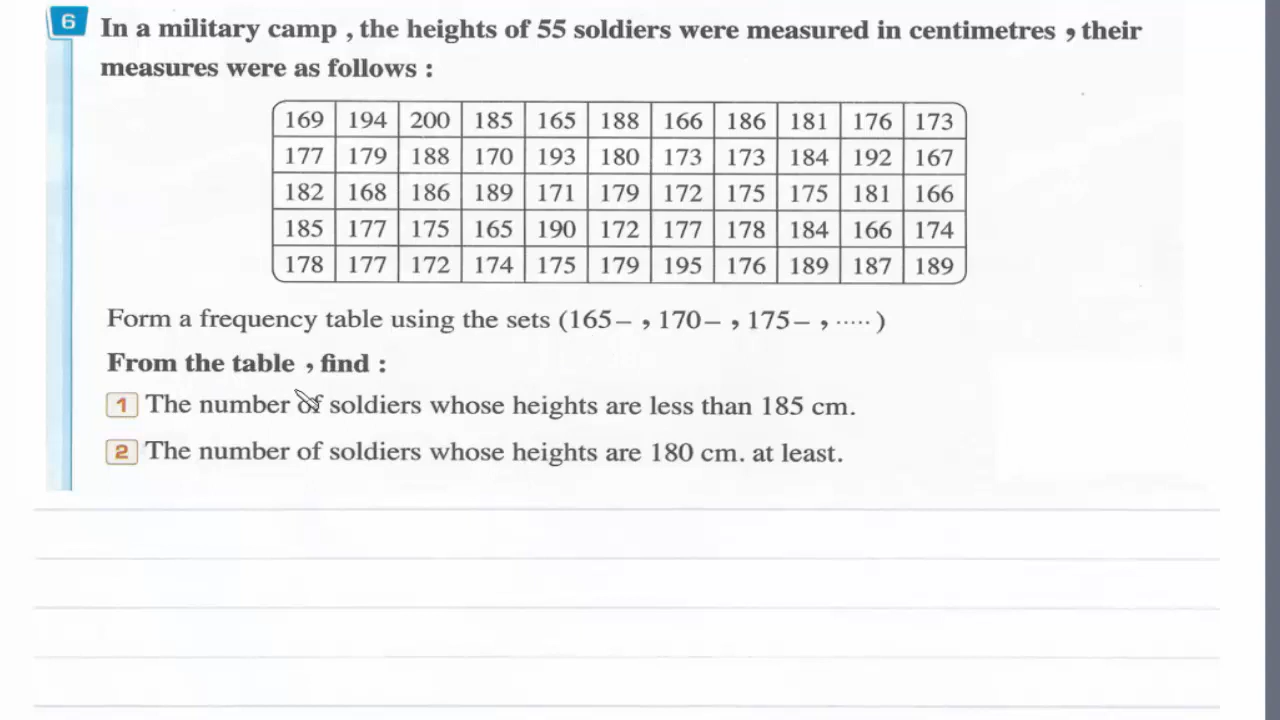 6 In a military camp , the heights of 55 soldiers were measured in centimetres , their
measures were as follows :
169 194 200 185 165 188 166 186 181 176 173
177 179 188 170 193 180 173 173 184 192 167
182 168 186 189 171 179 172 175 175 181 166
185 177 175 165 190 172 177 178 184 166 174
178 177 172 174 175 179 195 176 189 187 189
Form a frequency table using the sets (165– , 170– , 175– , ····· )
From the table , find :
1 The number of soldiers whose heights are less than 185 cm.
2 The number of soldiers whose heights are 180 cm. at least.